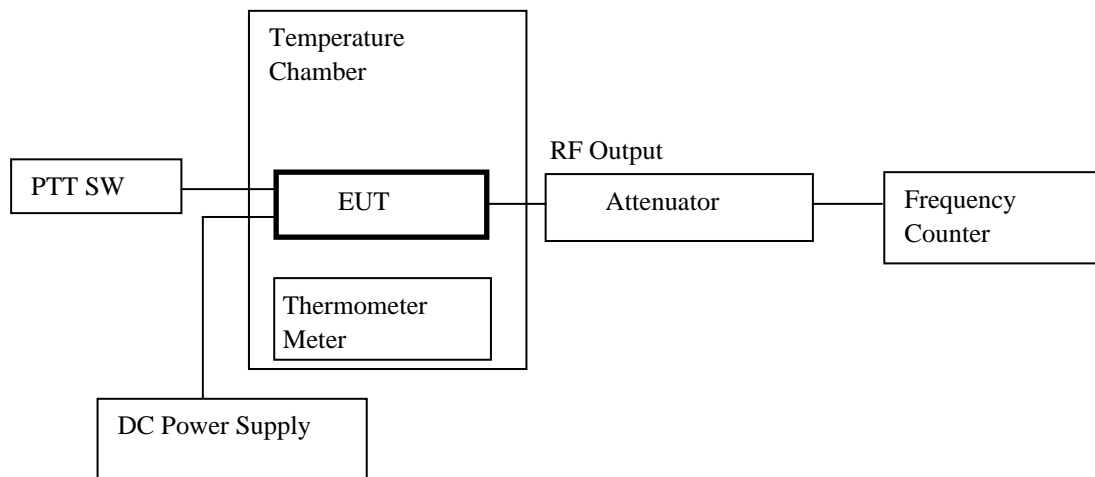 Temperature
Chamber
RF Output
PTT SW
EUT
Attenuator
Frequency
Counter
Thermometer
Meter
DC Power Supply